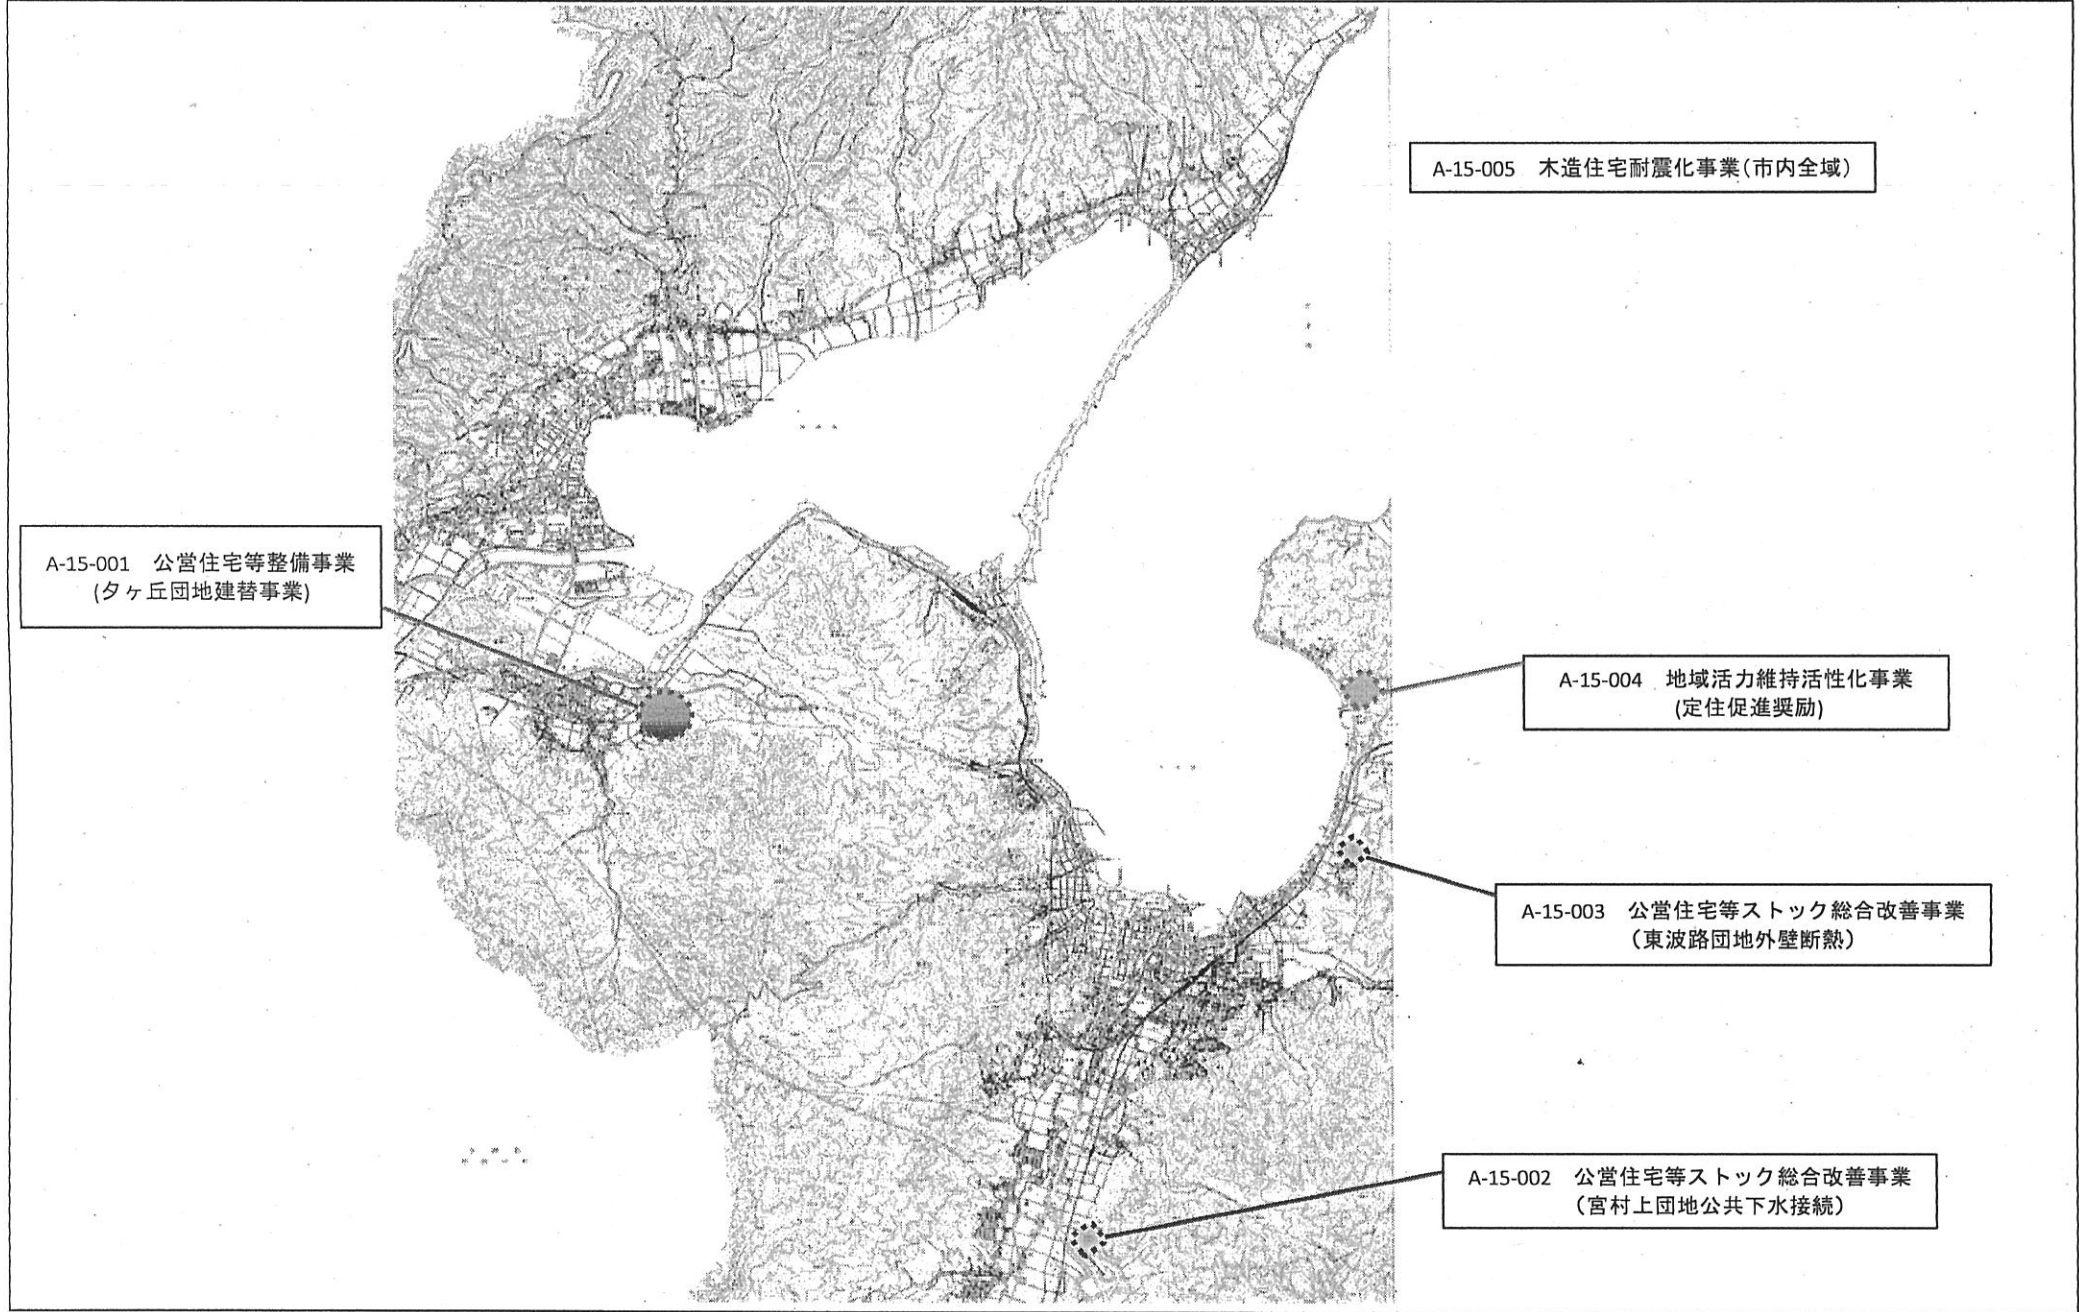 A-15-005 木造住宅耐震化事業(市内全域)
A-15-001 公営住宅等整備事業
(夕ヶ丘団地建替事業)
A-15-004 地域活力維持活性化事業
(定住促進奨励)
A-15-003 公営住宅等ストック総合改善事業
(東波路団地外壁断熱)
A-15-002 公営住宅等ストック総合改善事業
(宮村上団地公共下水接続)